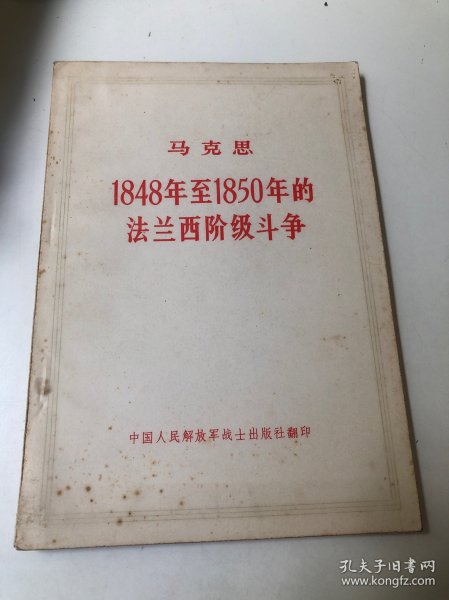 马克思
1848年至1850年的
法兰西阶级斗争
中国人民解放军战士出版社翻印
孔夫子旧书网
www.kongfz.com